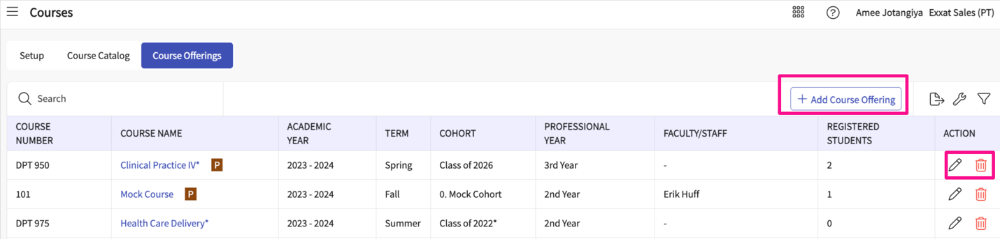 Courses
? Amee Jotangiya Exxat Sales (PT)
Setup Course Catalog Course Offerings
Search
+ Add Course Offering
COURSE NUMBER COURSE NAME ACADEMIC YEAR TERM COHORT PROFESSIONAL YEAR FACULTY/STAFF REGISTERED STUDENTS ACTION
DPT 950 Clinical Practice IV* P 2023 - 2024 Spring Class of 2026 3rd Year - 2
101 Mock Course P 2023 - 2024 Fall 0. Mock Cohort 2nd Year Erik Huff 1
DPT 975 Health Care Delivery* 2023 - 2024 Summer Class of 2022* 2nd Year - 0